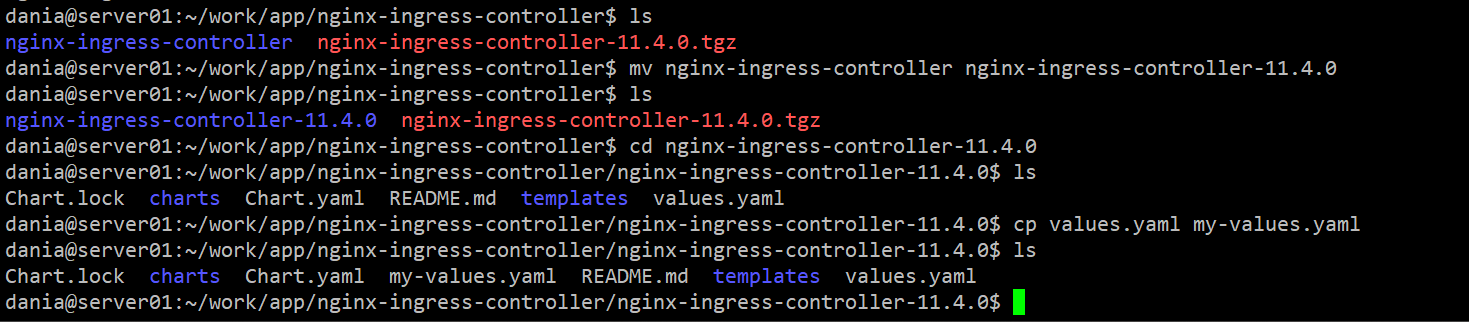 dania@server01:~/work/app/nginx-ingress-controller$ ls
nginx-ingress-controller  nginx-ingress-controller-11.4.0.tgz
dania@server01:~/work/app/nginx-ingress-controller$ mv nginx-ingress-controller nginx-ingress-controller-11.4.0
dania@server01:~/work/app/nginx-ingress-controller$ ls
nginx-ingress-controller-11.4.0  nginx-ingress-controller-11.4.0.tgz
dania@server01:~/work/app/nginx-ingress-controller$ cd nginx-ingress-controller-11.4.0
dania@server01:~/work/app/nginx-ingress-controller/nginx-ingress-controller-11.4.0$ ls
Chart.lock  charts  Chart.yaml  README.md  templates  values.yaml
dania@server01:~/work/app/nginx-ingress-controller/nginx-ingress-controller-11.4.0$ cp values.yaml my-values.yaml
dania@server01:~/work/app/nginx-ingress-controller/nginx-ingress-controller-11.4.0$ ls
Chart.lock  charts  Chart.yaml  my-values.yaml  README.md  templates  values.yaml
dania@server01:~/work/app/nginx-ingress-controller/nginx-ingress-controller-11.4.0$